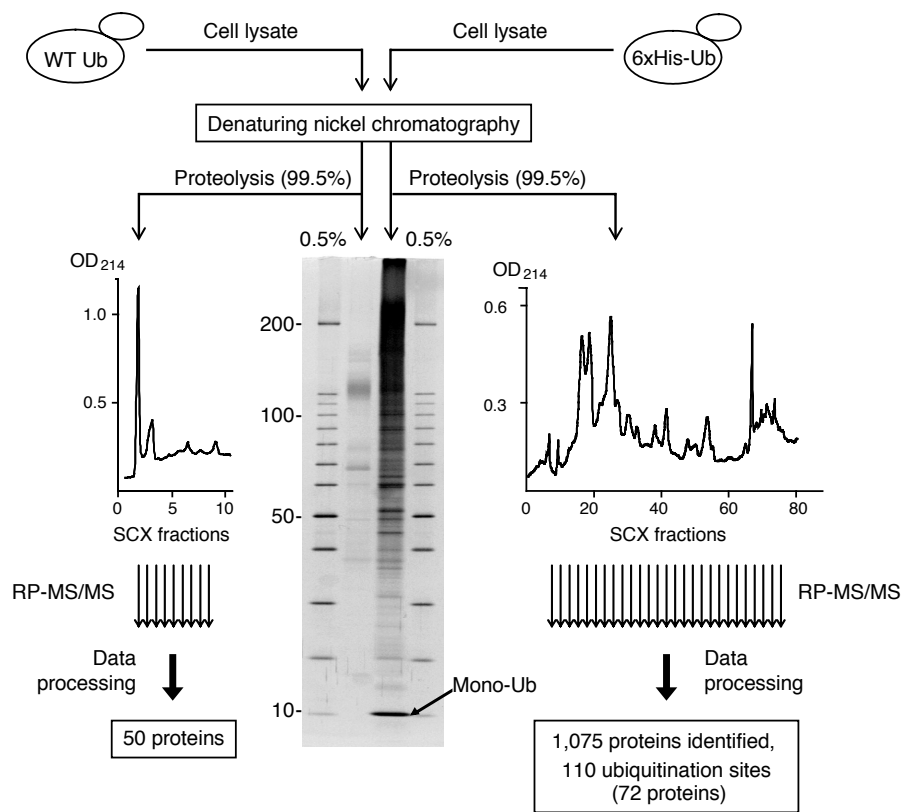 Cell lysate
Cell lysate
WT Ub
6xHis-Ub
Denaturing nickel chromatography
Proteolysis (99.5%)
Proteolysis (99.5%)
0.5%
0.5%
OD214
OD214
1.0
0.5
0
5
10
SCX fractions
200-
100-
50-
10-
Mono-Ub
0.6
0.3
0
20
40
60
80
SCX fractions
RP-MS/MS
RP-MS/MS
Data
processing
Data
processing
50 proteins
1,075 proteins identified,
110 ubiquitination sites
(72 proteins)